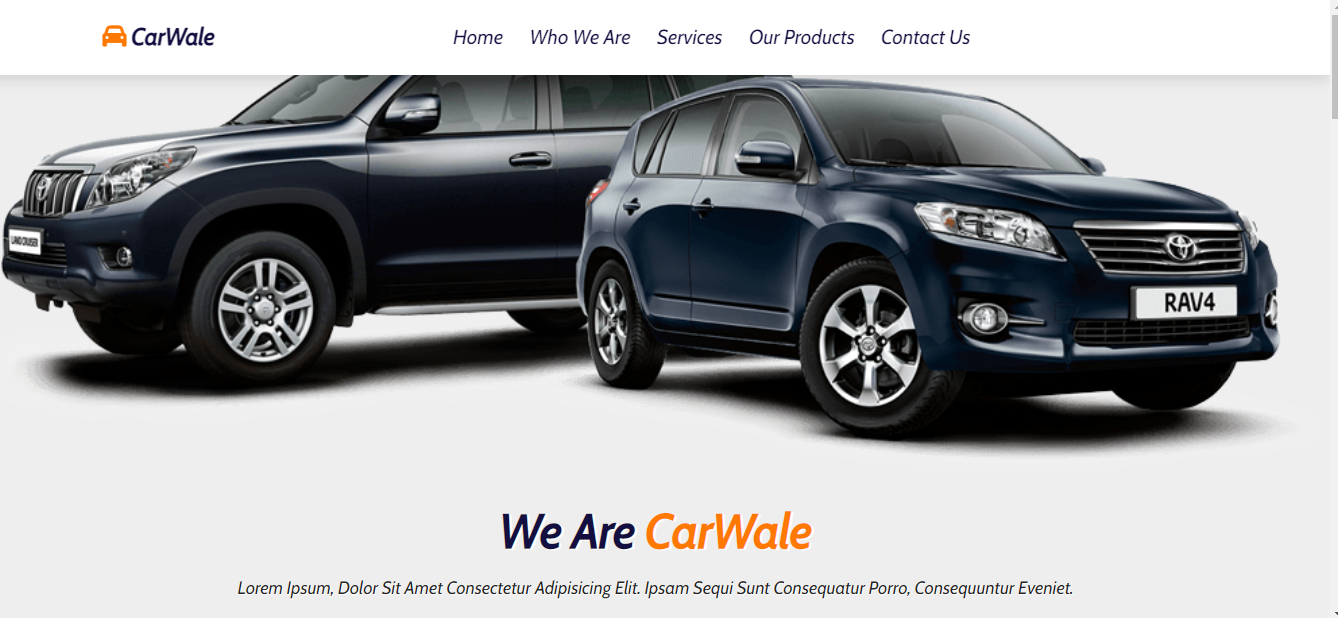 CarWale
Home Who We Are Services Our Products Contact Us
LAND CRUISER
RAV4
We Are CarWale
Lorem Ipsum, Dolor Sit Amet Consectetur Adipisicing Elit. Ipsam Sequi Sunt Consequatur Porro, Consequuntur Eveniet.